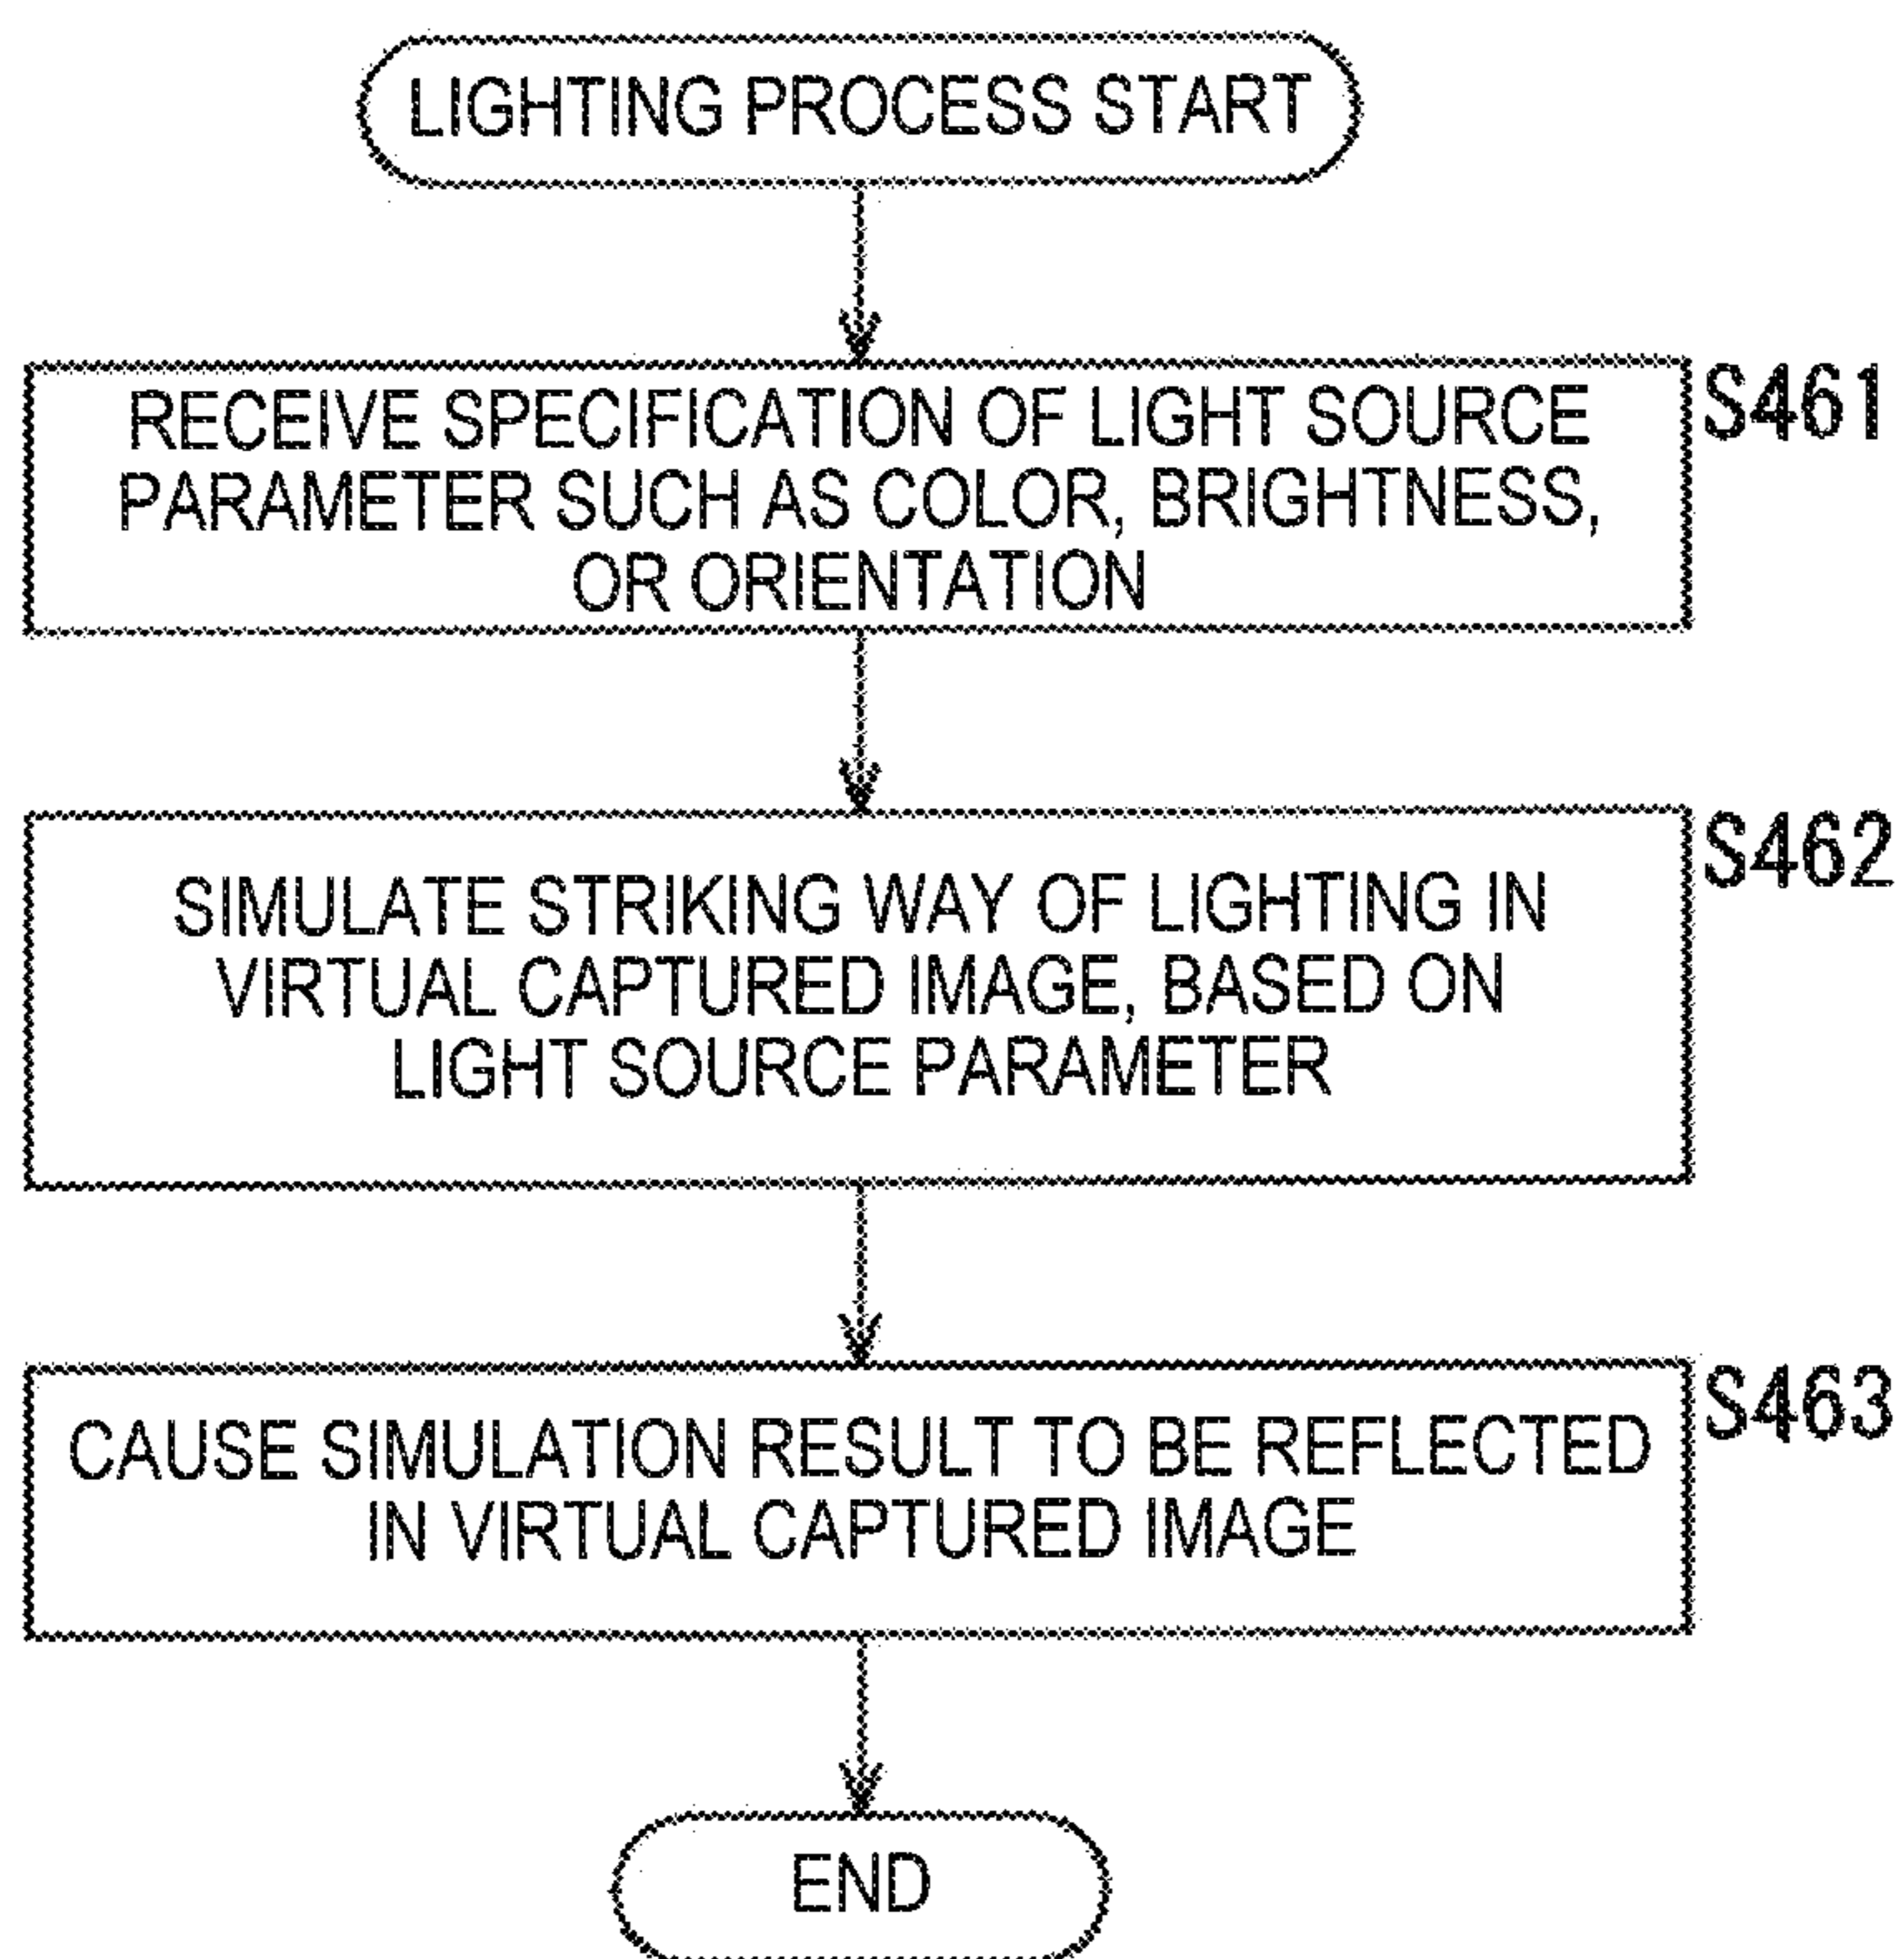 LIGHTING PROCESS START
RECEIVE SPECIFICATION OF LIGHT SOURCE
PARAMETER SUCH AS COLOR, BRIGHTNESS,
OR ORIENTATION
S461
SIMULATE STRIKING WAY OF LIGHTING IN
VIRTUAL CAPTURED IMAGE, BASED ON
LIGHT SOURCE PARAMETER
S462
CAUSE SIMULATION RESULT TO BE REFLECTED
IN VIRTUAL CAPTURED IMAGE
S463
END